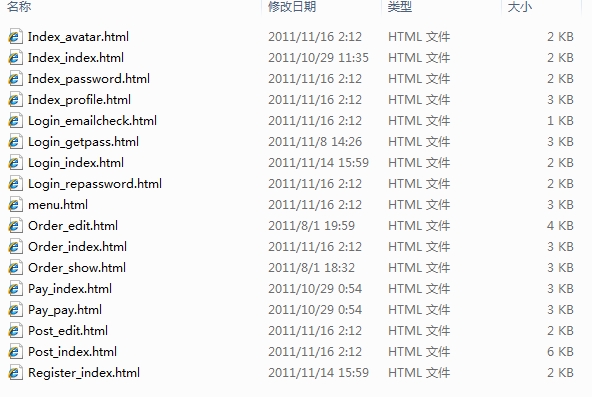 名称 修改日期 类型 大小
Index_avatar.html 2011/11/16 2:12 HTML 文件 2 KB
Index_index.html 2011/10/29 11:35 HTML 文件 2 KB
Index_password.html 2011/11/16 2:12 HTML 文件 2 KB
Index_profile.html 2011/11/16 2:12 HTML 文件 3 KB
Login_emailcheck.html 2011/11/16 2:12 HTML 文件 1 KB
Login_getpass.html 2011/11/8 14:26 HTML 文件 3 KB
Login_index.html 2011/11/14 15:59 HTML 文件 2 KB
Login_repassword.html 2011/11/16 2:12 HTML 文件 2 KB
menu.html 2011/11/16 2:12 HTML 文件 3 KB
Order_edit.html 2011/8/1 19:59 HTML 文件 4 KB
Order_index.html 2011/11/16 2:12 HTML 文件 3 KB
Order_show.html 2011/8/1 18:32 HTML 文件 3 KB
Pay_index.html 2011/10/29 0:54 HTML 文件 3 KB
Pay_pay.html 2011/10/29 0:54 HTML 文件 3 KB
Post_edit.html 2011/11/16 2:12 HTML 文件 2 KB
Post_index.html 2011/11/16 2:12 HTML 文件 6 KB
Register_index.html 2011/11/14 15:59 HTML 文件 3 KB